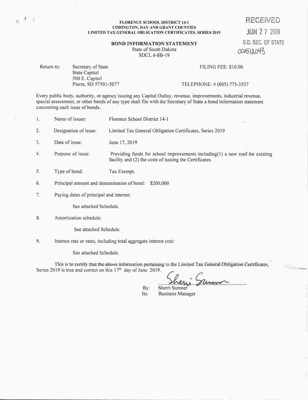 FLORENCE SCHOOL DISTRICT 14-1
CODINGTON, DAY AND GRANT COUNTIES
LIMITED TAX GENERAL OBLIGATION CERTIFICATES, SERIES 2019
RECEIVED
JUN 27 2019
S.D. SEC. OF STATE
BOND INFORMATION STATEMENT
State of South Dakota
SDCL 6-8B-19
Return to: Secretary of State FILING FEE: $10.00
State Capitol
500 E. Capitol
Pierre, SD 57501-5077 TELEPHONE: # (605) 773-3537
Every public body, authority, or agency issuing any Capital Outlay, revenue, improvements, industrial revenue,
special assessment, or other bonds of any type shall file with the Secretary of State a bond information statement
concerning each issue of bonds.
1. Name of issuer: Florence School District 14-1
2. Designation of issue: Limited Tax General Obligation Certificates, Series 2019
3. Date of issue: June 17, 2019
4. Purpose of issue: Providing funds for school improvements including(1) a new roof for existing
facility and (2) the costs of issuing the Certificates.
5. Type of bond: Tax Exempt.
6. Principal amount and denomination of bond: $200,000
7. Paying dates of principal and interest:
See attached Schedule.
8. Amortization schedule:
See attached Schedule.
9. Interest rate or rates, including total aggregate interest cost:
See attached Schedule
This is to certify that the above information pertaining to the Limited Tax General Obligation Certificates,
Series 2019 is true and correct on this 17th day of June 2019.
By: Sherri Sumner
Its: Business Manager